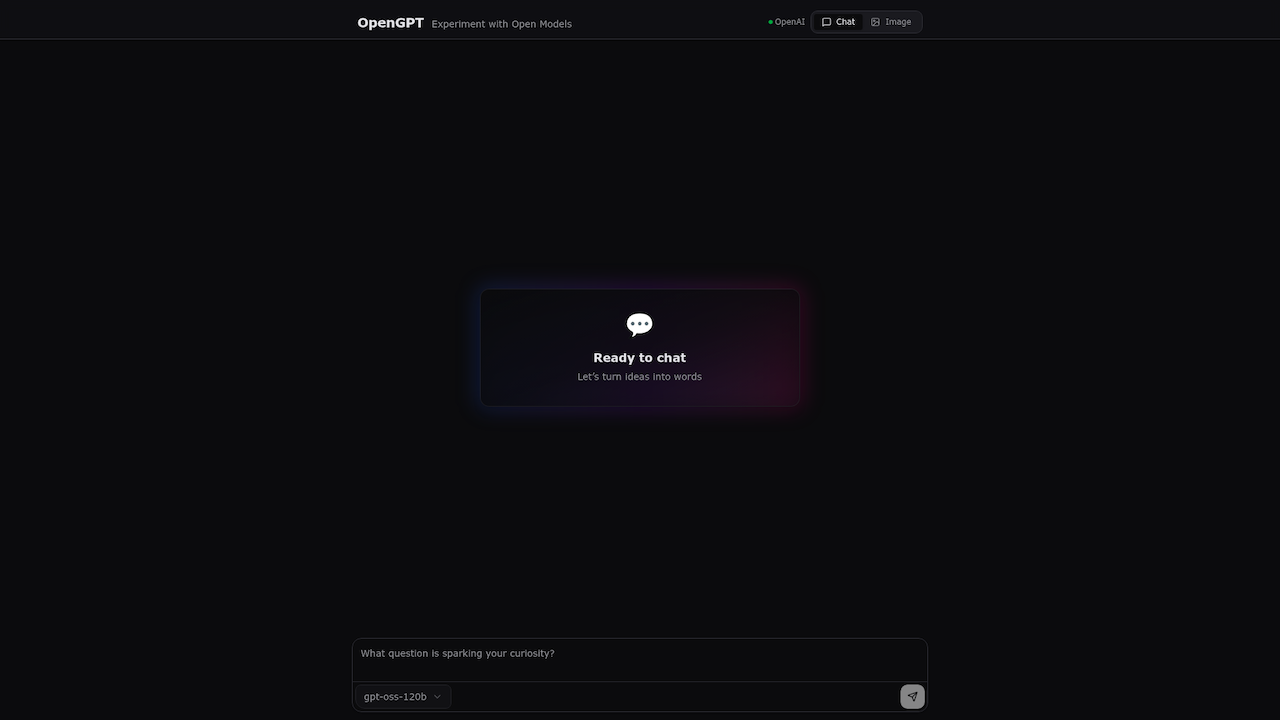 OpenGPT Experiment with Open Models
OpenAI Chat Image
Ready to chat
Let's turn ideas into words
What question is sparking your curiosity?
gpt-oss-120b